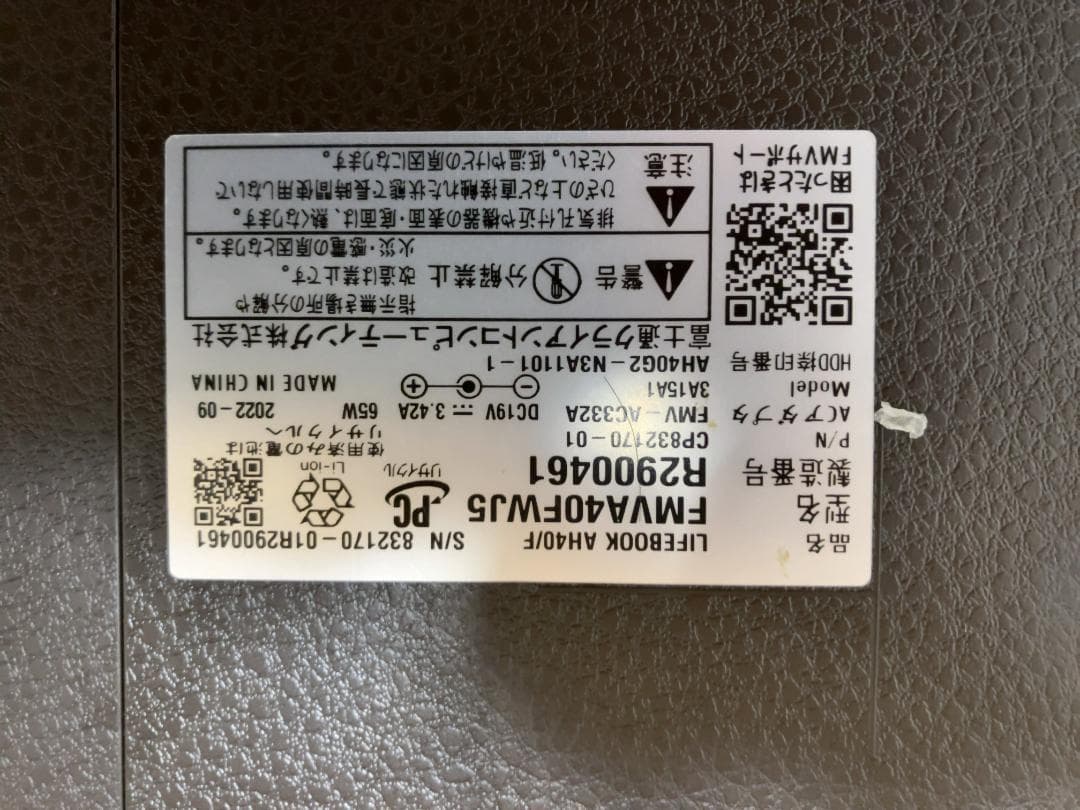 品名 LIFEBOOK AH40/F S/N 832170-01R2900461
型名 FMVA40FWJ5
PC リサイクル
Li-ion
使用済みの電池は
リサイクルへ
製造番号 R2900461
P/N CP832170-01
ACアダプタ FMV-AC332A DC19V 3.42A 65W 2022-09
Model 3A15A1 MADE IN CHINA
HDD捺印番号 AH40G2-N3A1101-1
富士通クライアントコンピューティング株式会社
困ったときは
FMVサポート
警告 分解禁止
指示無き場所の分解や
改造は禁止です。
火災・感電の原因となります。
注意
排気孔付近や機器の表面・底面は、熱くなります。
ひざの上など直接触れた状態で長時間使用しないで
ください。低温やけどの原因になります。